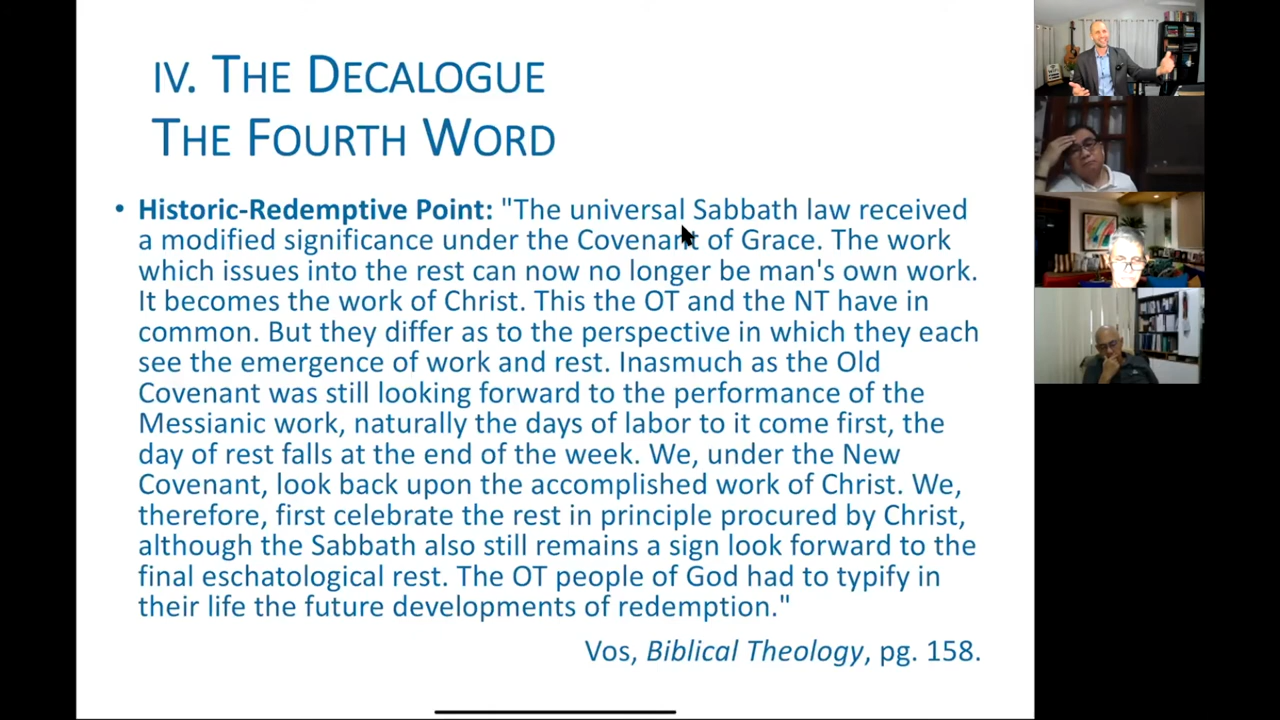 IV. THE DECALOGUE
THE FOURTH WORD
• Historic-Redemptive Point: "The universal Sabbath law received
a modified significance under the Covenant of Grace. The work
which issues into the rest can now no longer be man's own work.
It becomes the work of Christ. This the OT and the NT have in
common. But they differ as to the perspective in which they each
see the emergence of work and rest. Inasmuch as the Old
Covenant was still looking forward to the performance of the
Messianic work, naturally the days of labor to it come first, the
day of rest falls at the end of the week. We, under the New
Covenant, look back upon the accomplished work of Christ. We,
therefore, first celebrate the rest in principle procured by Christ,
although the Sabbath also still remains a sign look forward to the
final eschatological rest. The OT people of God had to typify in
their life the future developments of redemption."
Vos, Biblical Theology, pg. 158.